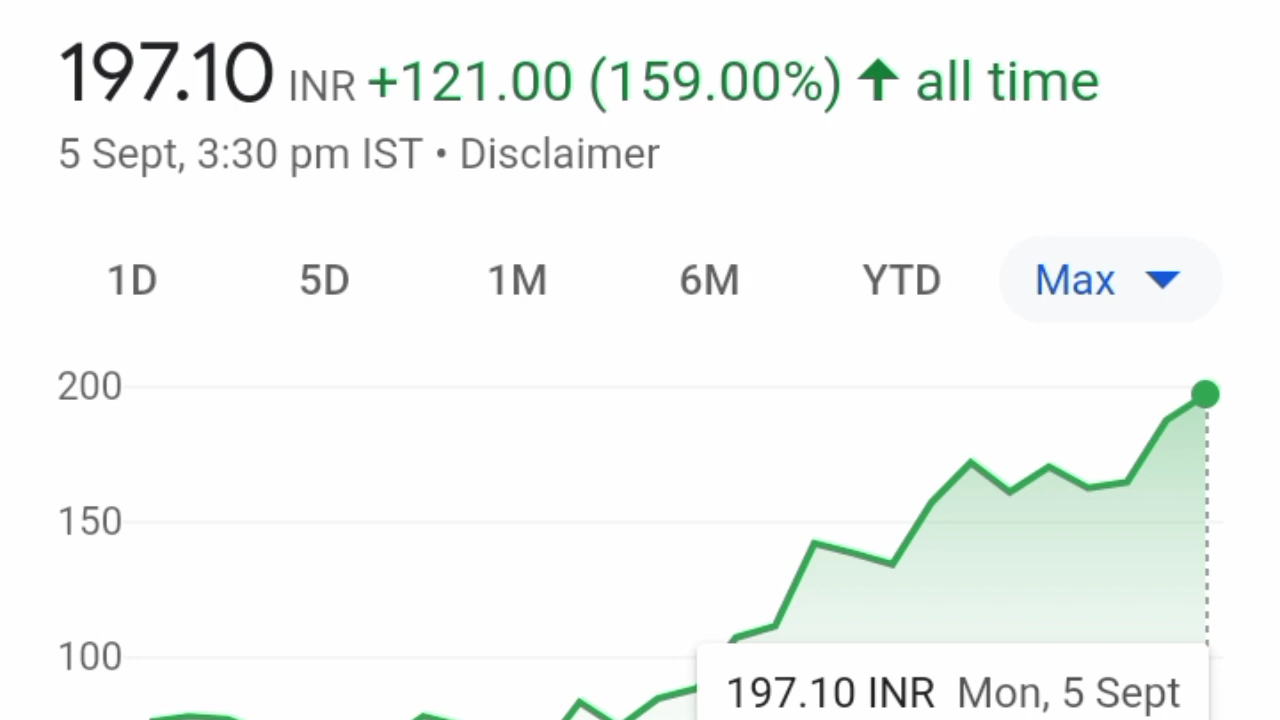 197.10 INR +121.00 (159.00%) ↑ all time
5 Sept, 3:30 pm IST • Disclaimer
1D 5D 1M 6M YTD Max
200
150
100
197.10 INR Mon, 5 Sept